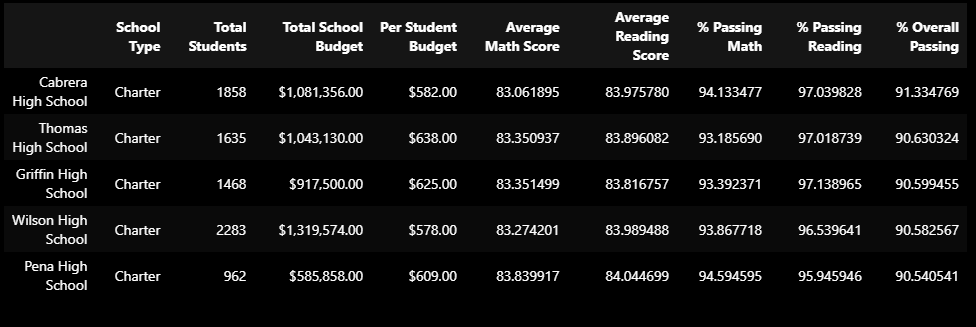 School Type Total Students Total School Budget Per Student Budget Average Math Score Average Reading Score % Passing Math % Passing Reading % Overall Passing
Cabrera High School Charter 1858 $1,081,356.00 $582.00 83.061895 83.975780 94.133477 97.039828 91.334769
Thomas High School Charter 1635 $1,043,130.00 $638.00 83.350937 83.896082 93.185690 97.018739 90.630324
Griffin High School Charter 1468 $917,500.00 $625.00 83.351499 83.816757 93.392371 97.138965 90.599455
Wilson High School Charter 2283 $1,319,574.00 $578.00 83.274201 83.989488 93.867718 96.539641 90.582567
Pena High School Charter 962 $585,858.00 $609.00 83.839917 84.044699 94.594595 95.945946 90.540541